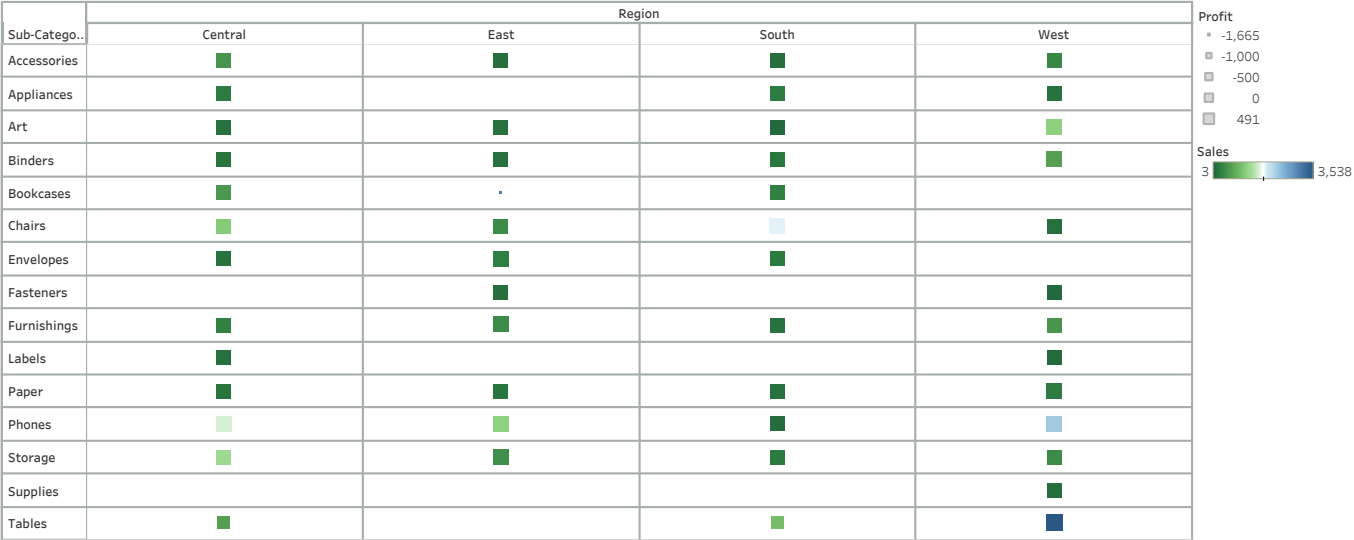 Region
Sub-Catego..
Central
East
South
West
Accessories
Appliances
Art
Binders
Bookcases
Chairs
Envelopes
Fasteners
Furnishings
Labels
Paper
Phones
Storage
Supplies
Tables
Profit
-1,665
-1,000
-500
0
491
Sales
3 3,538